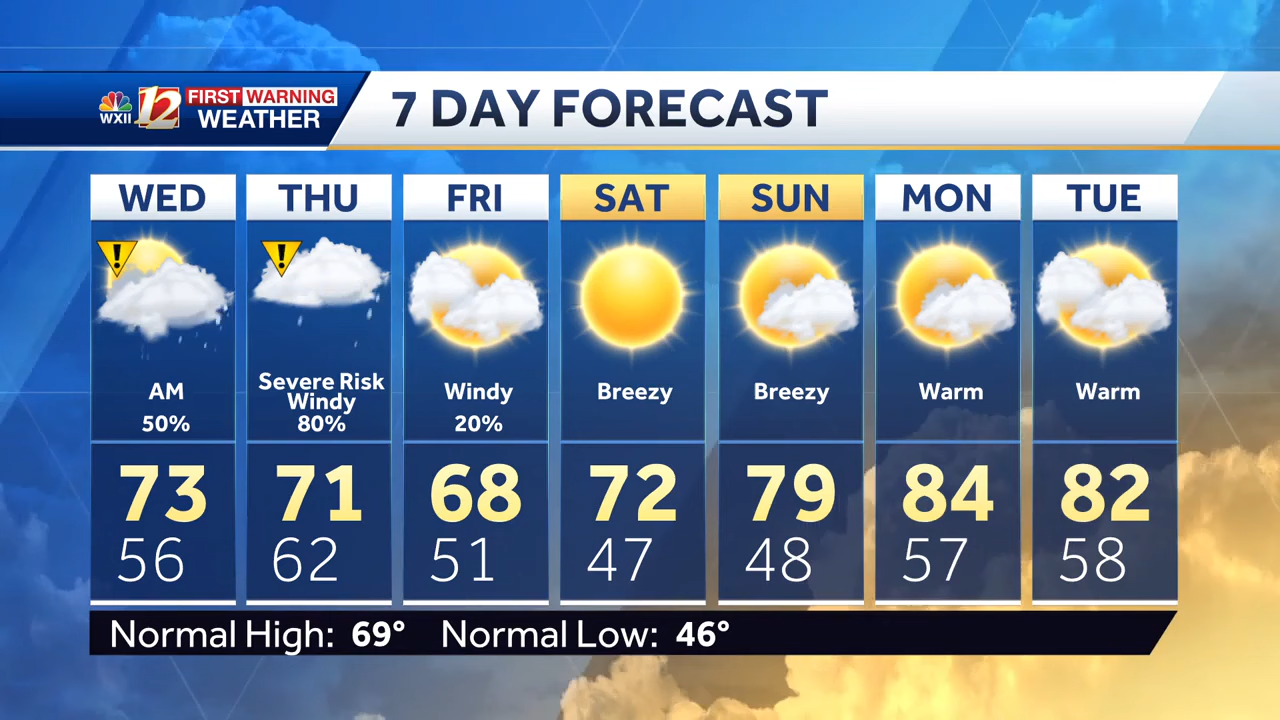 WXII 12 FIRST WARNING
WEATHER
7 DAY FORECAST
WED THU FRI SAT SUN MON TUE
! !
AM
50%
Severe Risk
Windy
80%
Windy
20%
Breezy
Breezy
Warm
Warm
73 71 68 72 79 84 82
56 62 51 47 48 57 58
Normal High: 69° Normal Low: 46°